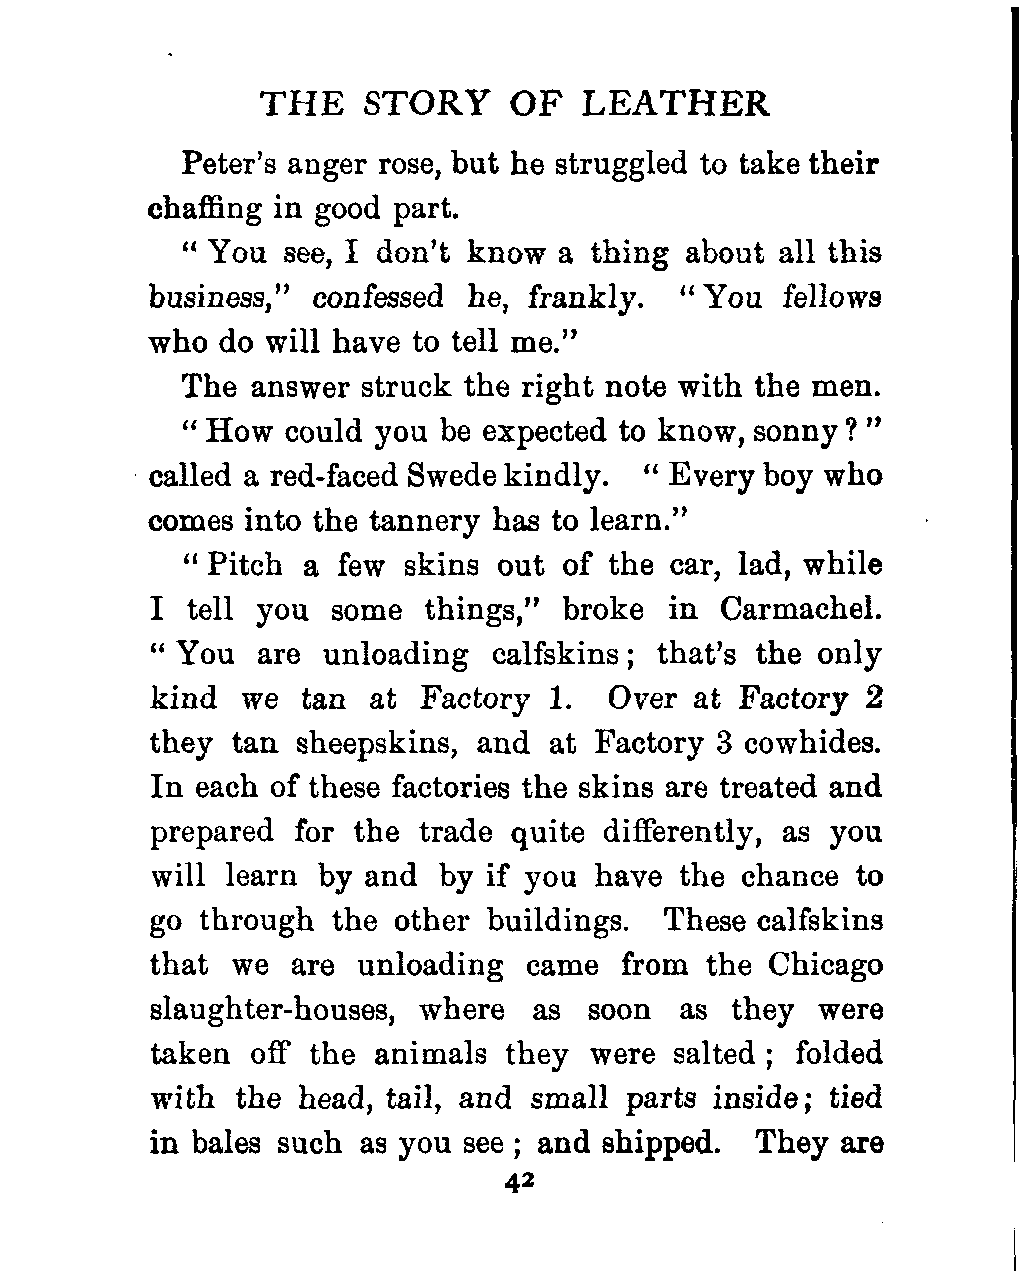 THE STORY OF LEATHER
Peter's anger rose, but he struggled to take their
chaffing in good part.
“ You see, I don't know a thing about all this
business,” confessed he, frankly. “ You fellows
who do will have to tell me.”
The answer struck the right note with the men.
“ How could you be expected to know, sonny ? ”
called a red-faced Swede kindly. “ Every boy who
comes into the tannery has to learn.”
“ Pitch a few skins out of the car, lad, while
I tell you some things,” broke in Carmachel.
“ You are unloading calfskins ; that's the only
kind we tan at Factory 1. Over at Factory 2
they tan sheepskins, and at Factory 3 cowhides.
In each of these factories the skins are treated and
prepared for the trade quite differently, as you
will learn by and by if you have the chance to
go through the other buildings. These calfskins
that we are unloading came from the Chicago
slaughter-houses, where as soon as they were
taken off the animals they were salted ; folded
with the head, tail, and small parts inside; tied
in bales such as you see ; and shipped. They are
42